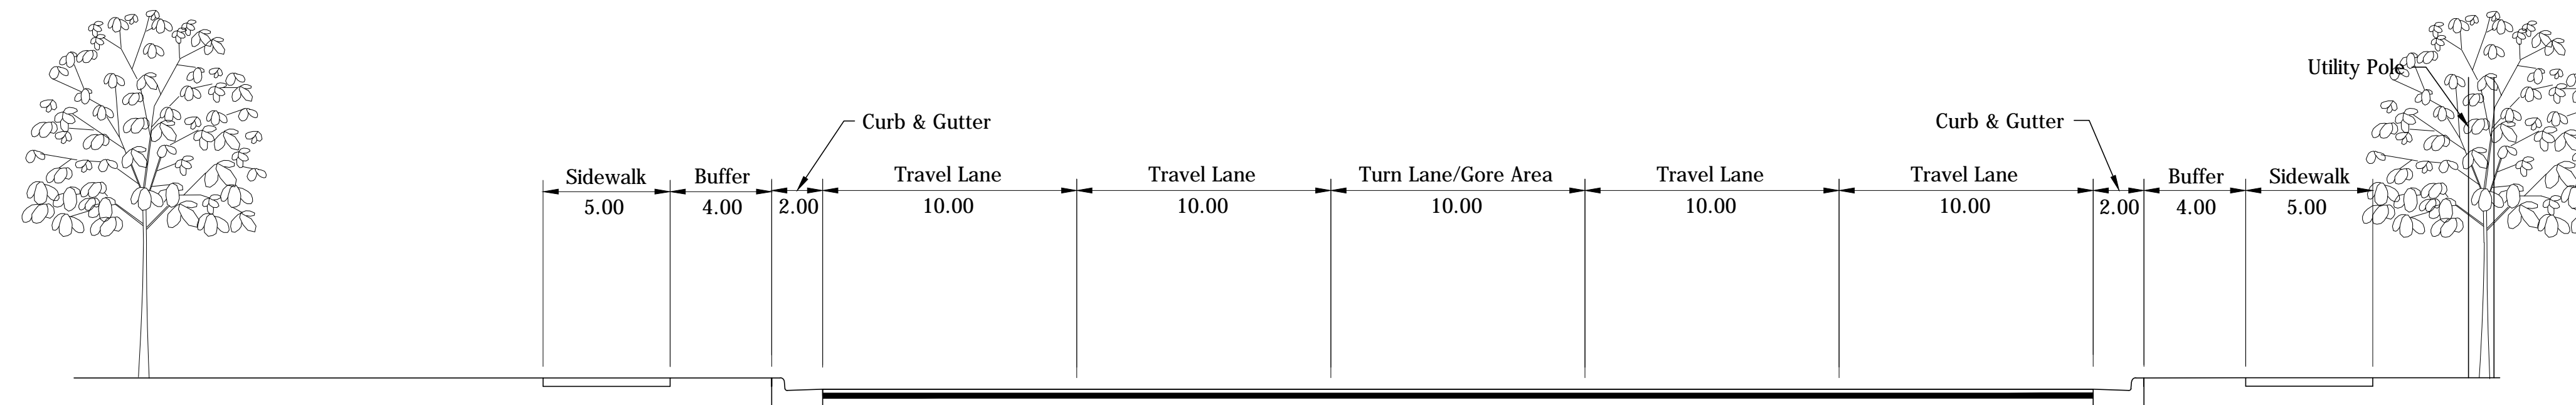 Utility Pole
Curb & Gutter
Curb & Gutter
Sidewalk
Buffer
Travel Lane
Travel Lane
Turn Lane/Gore Area
Travel Lane
Travel Lane
Buffer
Sidewalk
5.00
4.00
2.00
10.00
10.00
10.00
10.00
10.00
2.00
4.00
5.00